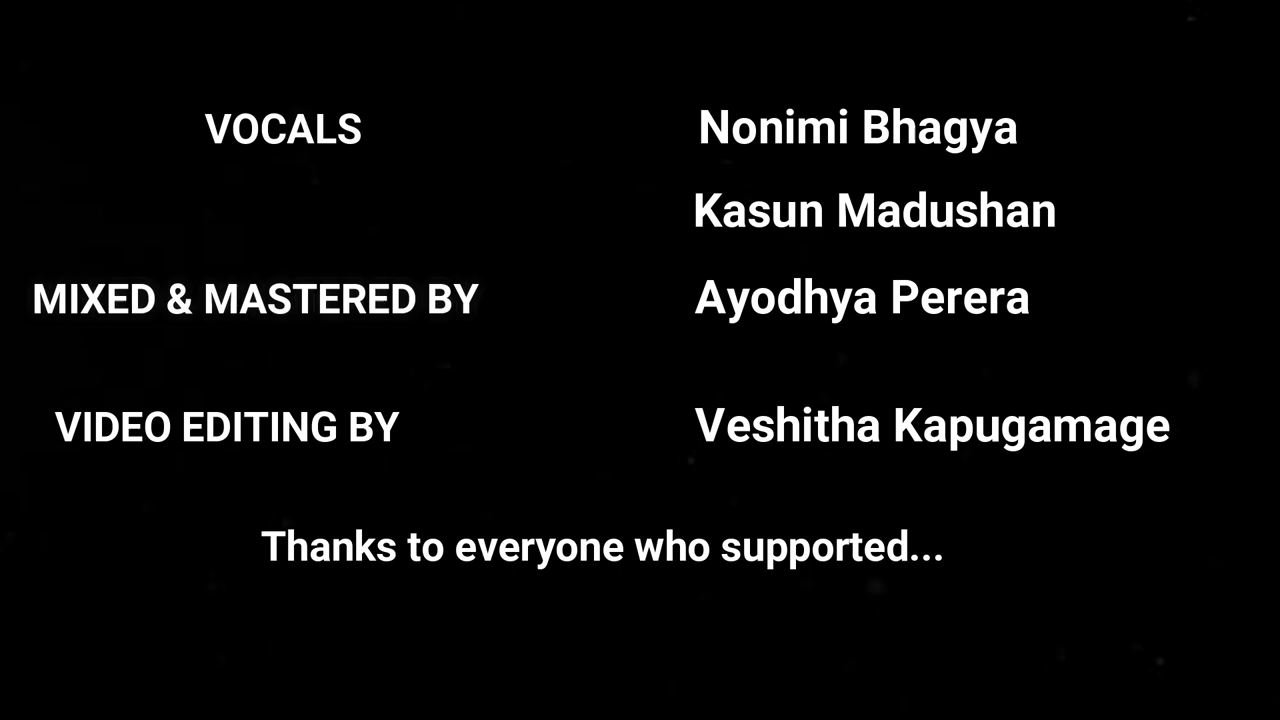 VOCALS Nonimi Bhagya
Kasun Madushan
MIXED & MASTERED BY Ayodhya Perera
VIDEO EDITING BY Veshitha Kapugamage
Thanks to everyone who supported...